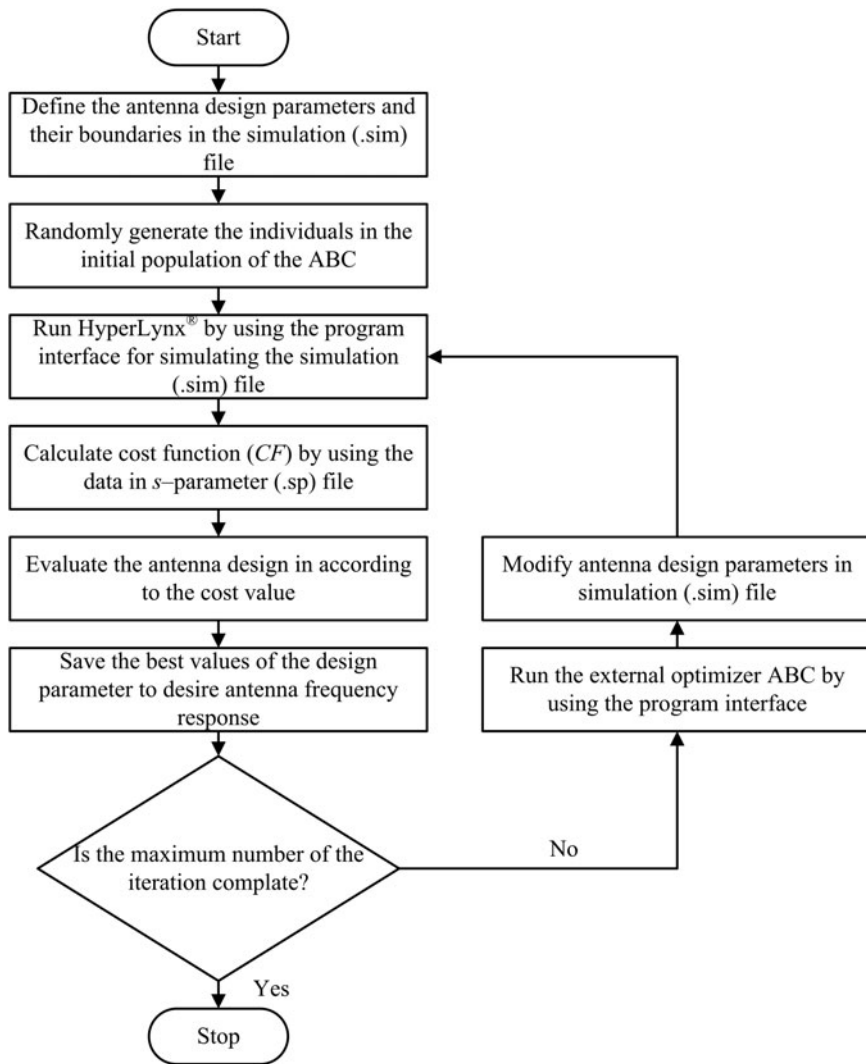 Start
Define the antenna design parameters and
their boundaries in the simulation (.sim)
file
Randomly generate the individuals in the
initial population of the ABC
Run HyperLynx® by using the program
interface for simulating the simulation
(.sim) file
Calculate cost function (CF) by using the
data in s–parameter (.sp) file
Evaluate the antenna design in according
to the cost value
Save the best values of the design
parameter to desire antenna frequency
response
Is the maximum number of the
iteration complate?
No
Run the external optimizer ABC by
using the program interface
Modify antenna design parameters in
simulation (.sim) file
Yes
Stop